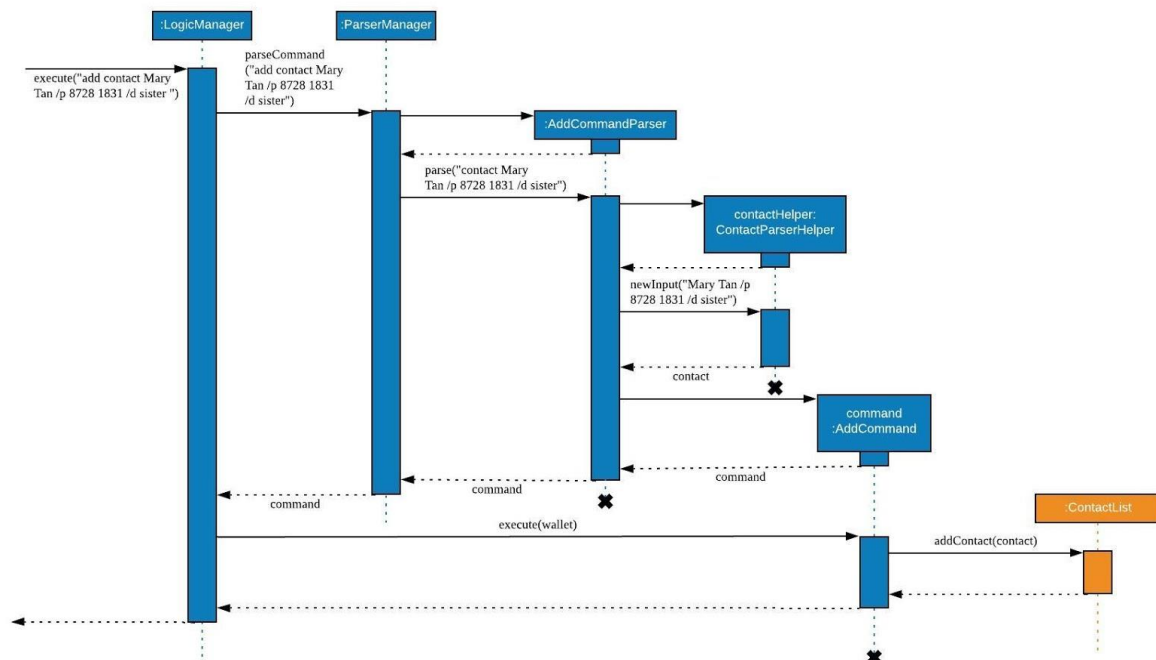 :LogicManager
:ParserManager
execute("add contact Mary
Tan /p 8728 1831 /d sister ")
parseCommand
("add contact Mary
Tan /p 8728 1831
/d sister")
:AddCommandParser
parse("contact Mary
Tan /p 8728 1831 /d sister")
contactHelper:
ContactParserHelper
newInput("Mary Tan /p
8728 1831 /d sister")
contact
command
:AddCommand
command
command
command
:ContactList
execute(wallet)
addContact(contact)